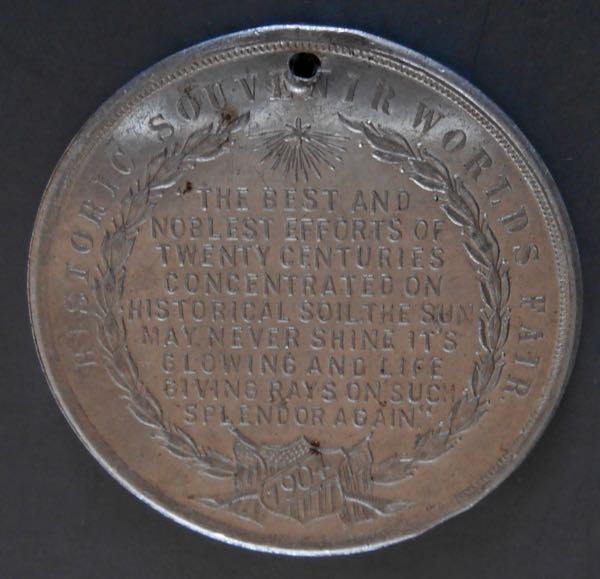 HISTORIC SOUVENIR WORLDS FAIR.
"THE BEST AND
NOBLEST EFFORTS OF
TWENTY CENTURIES
CONCENTRATED ON
HISTORICAL SOIL. THE SUN
MAY NEVER SHINE IT'S
GLOWING AND LIFE
GIVING RAYS ON SUCH
SPLENDOR AGAIN."
1904